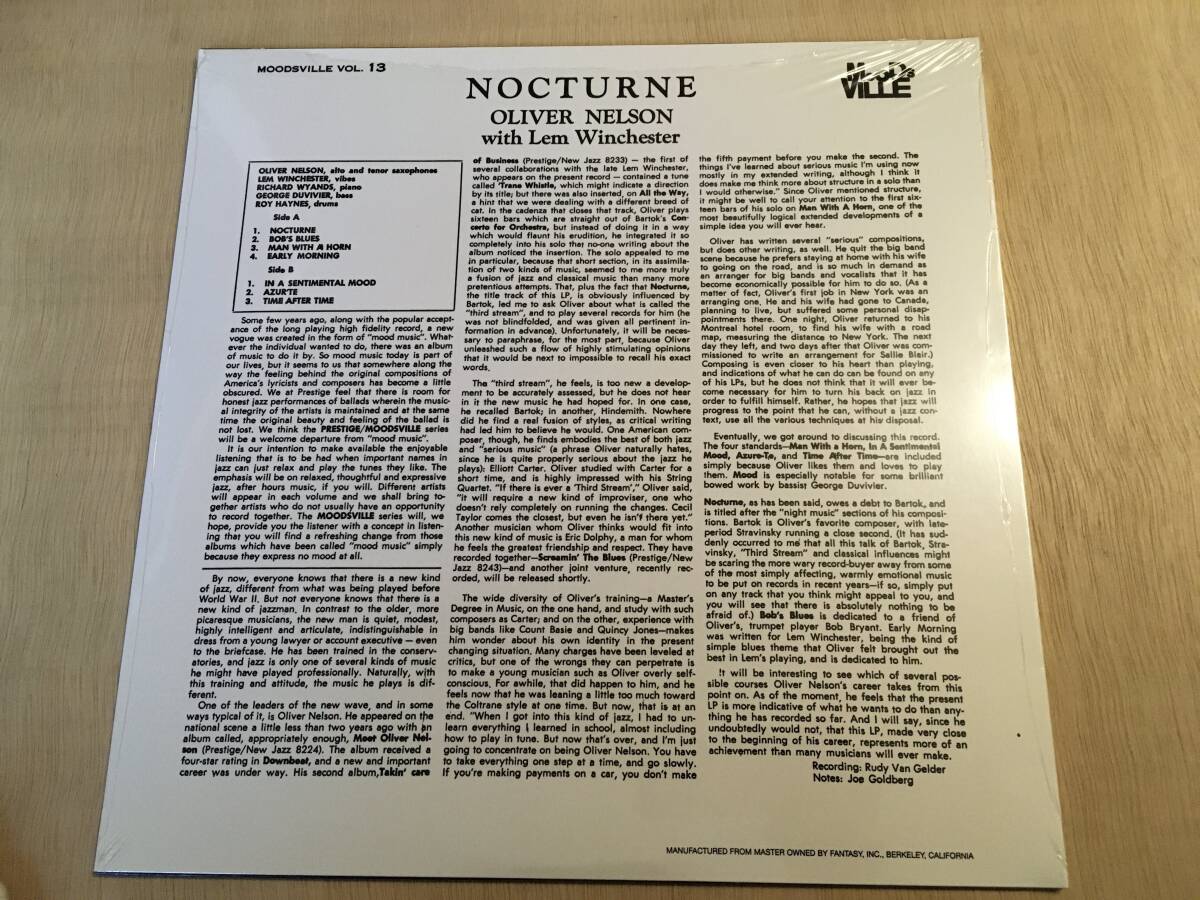 MOODSVILLE VOL. 13
MOODSVILLE
NOCTURNE
OLIVER NELSON
with Lem Winchester
OLIVER NELSON, alto and tenor saxophones
LEM WINCHESTER, vibes
RICHARD WYANDS, piano
GEORGE DUVIVIER, bass
ROY HAYNES, drums
Side A
1. NOCTURNE
2. BOB'S BLUES
3. MAN WITH A HORN
4. EARLY MORNING
Side B
1. IN A SENTIMENTAL MOOD
2. AZUR'TE
3. TIME AFTER TIME
Some few years ago, along with the popular accept-
ance of the long playing high fidelity record, a new
vogue was created in the form of "mood music". What-
ever the individual wanted to do, there was an album
of music to do it by. So mood music today is part of
our lives, but it seems to us that somewhere along the
way the feeling behind the original compositions of
America's lyricists and composers has become a little
obscured. We at Prestige feel that there is room for
honest jazz performances of ballads wherein the music-
al integrity of the artists is maintained and at the same
time the original beauty and feeling of the ballad is
not lost. We think the PRESTIGE/MOODSVILLE series
will be a welcome departure from "mood music".
It is our intention to make available the enjoyable
listening that is to be had when important names in
jazz can just relax and play the tunes they like. The
emphasis will be on relaxed, thoughtful and expressive
jazz, after hours music, if you will. Different artists
will appear in each volume and we shall bring to-
gether artists who do not usually have an opportunity
to record together. The MOODSVILLE series will, we
hope, provide you the listener with a concept in listen-
ing that you will find a refreshing change from those
albums which have been called "mood music" simply
because they express no mood at all.
By now, everyone knows that there is a new kind
of jazz, different from what was being played before
World War II. But not everyone knows that there is a
new kind of jazzman. In contrast to the older, more
picaresque musicians, the new man is quiet, modest,
highly intelligent and articulate, indistinguishable in
dress from a young lawyer or account executive — even
to the briefcase. He has been trained in the conserv-
atories, and jazz is only one of several kinds of music
he might have played professionally. Naturally, with
this training and attitude, the music he plays is dif-
ferent.
One of the leaders of the new wave, and in some
ways typical of it, is Oliver Nelson. He appeared on the
national scene a little less than two years ago with an
album called, appropriately enough, Meet Oliver Nel-
son (Prestige/New Jazz 8224). The album received a
four-star rating in Downbeat, and a new and important
career was under way. His second album,Takin' care
of Business (Prestige/New Jazz 8233) — the first of
several collaborations with the late Lem Winchester,
who appears on the present record — contained a tune
called 'Trane Whistle, which might indicate a direction
by its title; but there was also inserted, on All the Way,
a hint that we were dealing with a different breed of
cat. In the cadenza that closes that track, Oliver plays
sixteen bars which are straight out of Bartok's Con-
certo for Orchestra, but instead of doing it in a way
which would flaunt his erudition, he integrated it so
completely into his solo that no-one writing about the
album noticed the insertion. The solo appealed to me
in particular, because that short section, in its assimila-
tion of two kinds of music, seemed to me more truly
a fusion of jazz and classical music than many more
pretentious attempts. That, plus the fact that Nocturne,
the title track of this LP, is obviously influenced by
Bartok, led me to ask Oliver about what is called the
"third stream", and to play several records for him (he
was not blindfolded, and was given all pertinent in-
formation in advance). Unfortunately, it will be neces-
sary to paraphrase, for the most part, because Oliver
unleashed such a flow of highly stimulating opinions
that it would be next to impossible to recall his exact
words.
The "third stream", he feels, is too new a develop-
ment to be accurately assessed, but he does not hear
in it the new music he had hoped for. In one case,
he recalled Bartok; in another, Hindemith. Nowhere
did he find a real fusion of styles, as critical writing
had led him to believe he would. One American com-
poser, though, he finds embodies the best of both jazz
and "serious music" (a phrase Oliver naturally hates,
since he is quite properly serious about the jazz he
plays): Elliott Carter. Oliver studied with Carter for a
short time, and is highly impressed with his String
Quartet. "If there is ever a 'Third Stream'," Oliver said,
"it will require a new kind of improviser, one who
doesn't rely completely on running the changes. Cecil
Taylor comes the closest, but even he isn't there yet."
Another musician whom Oliver thinks would fit into
this new kind of music is Eric Dolphy, a man for whom
he feels the greatest friendship and respect. They have
recorded together—Screamin' The Blues (Prestige/New
Jazz 8243)—and another joint venture, recently rec-
orded, will be released shortly.
The wide diversity of Oliver's training—a Master's
Degree in Music, on the one hand, and study with such
composers as Carter; and on the other, experience with
big bands like Count Basie and Quincy Jones—makes
him wonder about his own identity in the present
changing situation. Many charges have been leveled at
critics, but one of the wrongs they can perpetrate is
to make a young musician such as Oliver overly self-
conscious. For awhile, that did happen to him, and he
feels now that he was leaning a little too much toward
the Coltrane style at one time. But now, that is at an
end. "When I got into this kind of jazz, I had to un-
learn everything I learned in school, almost including
how to play in tune. But now that's over, and I'm just
going to concentrate on being Oliver Nelson. You have
to take everything one step at a time, and go slowly.
If you're making payments on a car, you don't make
the fifth payment before you make the second. The
things I've learned about serious music I'm using now
mostly in my extended writing, although I think it
does make me think more about structure in a solo than
I would otherwise." Since Oliver mentioned structure,
it might be well to call your attention to the first six-
teen bars of his solo on Man With A Horn, one of the
most beautifully logical extended developments of a
simple idea you will ever hear.
Oliver has written several "serious" compositions,
but does other writing, as well. He quit the big band
scene because he prefers staying at home with his wife
to going on the road, and is so much in demand as
an arranger for big bands and vocalists that it has
become economically possible for him to do so. (As a
matter of fact, Oliver's first job in New York was an
arranging one. He and his wife had gone to Canada,
planning to live, but suffered some personal disap-
pointments there. One night, Oliver returned to his
Montreal hotel room, to find his wife with a road
map, measuring the distance to New York. The next
day they left, and two days after that Oliver was com-
missioned to write an arrangement for Sallie Blair.)
Composing is even closer to his heart than playing,
and indications of what he can do can be found on any
of his LPs, but he does not think that it will ever be-
come necessary for him to turn his back on jazz in
order to fulfill himself. Rather, he hopes that jazz will
progress to the point that he can, without a jazz con-
text, use all the various techniques at his disposal.
Eventually, we got around to discussing this record.
The four standards—Man With a Horn, In A Sentimental
Mood, Azure-Te, and Time After Time—are included
simply because Oliver likes them and loves to play
them. Mood is especially notable for some brilliant
bowed work by bassist George Duvivier.
Nocturne, as has been said, owes a debt to Bartok, and
is titled after the "night music" sections of his composi-
tions. Bartok is Oliver's favorite composer, with late-
period Stravinsky running a close second. (It has sud-
denly occurred to me that all this talk of Bartok, Stra-
vinsky, "Third Stream" and classical influences might
be scaring the more wary record-buyer away from some
of the most simply affecting, warmly emotional music
to be put on records in recent years—if so, simply put
on any track that you think might appeal to you, and
you will see that there is absolutely nothing to be
afraid of.) Bob's Blues is dedicated to a friend of
Oliver's, trumpet player Bob Bryant. Early Morning
was written for Lem Winchester, being the kind of
simple blues theme that Oliver felt brought out the
best in Lem's playing, and is dedicated to him.
It will be interesting to see which of several pos-
sible courses Oliver Nelson's career takes from this
point on. As of the moment, he feels that the present
LP is more indicative of what he wants to do than any-
thing he has recorded so far. And I will say, since he
undoubtedly would not, that this LP, made very close
to the beginning of his career, represents more of an
achievement than many musicians will ever make.
Recording: Rudy Van Gelder
Notes: Joe Goldberg
MANUFACTURED FROM MASTER OWNED BY FANTASY, INC., BERKELEY, CALIFORNIA